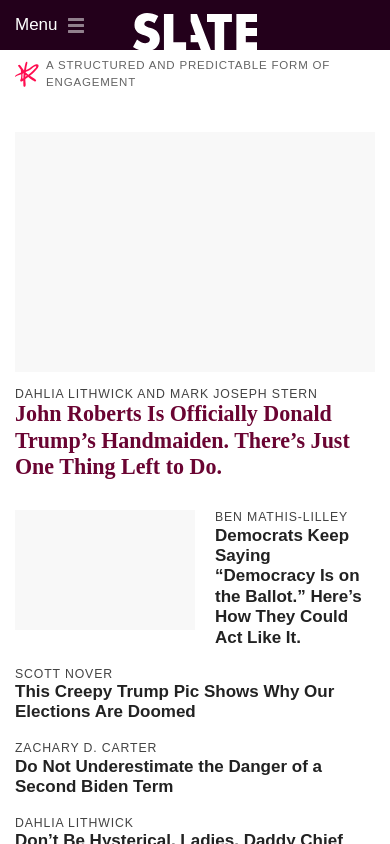 Menu
SLATE
A STRUCTURED AND PREDICTABLE FORM OF
ENGAGEMENT
DAHLIA LITHWICK AND MARK JOSEPH STERN
John Roberts Is Officially Donald
Trump’s Handmaiden. There’s Just
One Thing Left to Do.
BEN MATHIS-LILLEY
Democrats Keep
Saying
“Democracy Is on
the Ballot.” Here’s
How They Could
Act Like It.
SCOTT NOVER
This Creepy Trump Pic Shows Why Our
Elections Are Doomed
ZACHARY D. CARTER
Do Not Underestimate the Danger of a
Second Biden Term
DAHLIA LITHWICK
Don’t Be Hysterical, Ladies. Daddy Chief